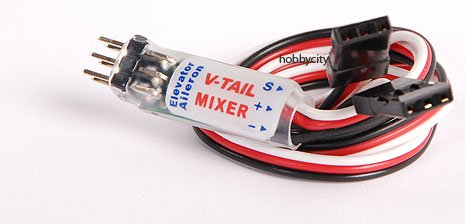 hobbycity
Elevator
Aileron
V-TAIL
MIXER
S
+
-